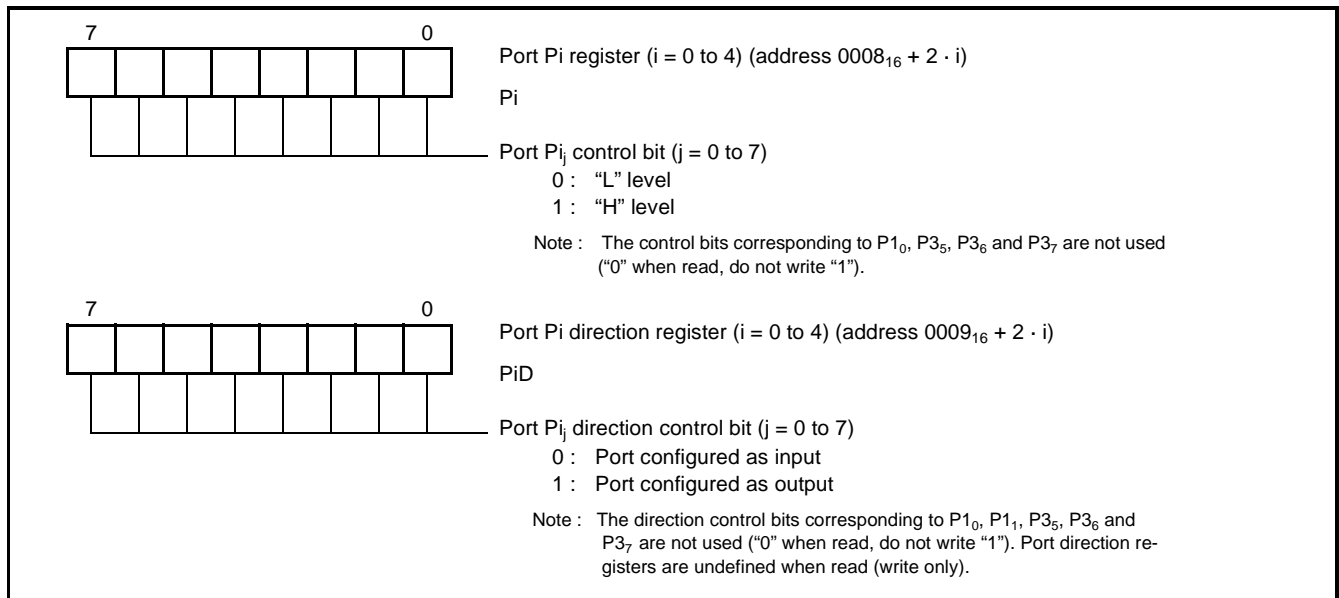 7 0
Port Pi register (i = 0 to 4) (address 0008₁₆ + 2 · i)
Pi
Port Piⱼ control bit (j = 0 to 7)
0 : “L” level
1 : “H” level
Note : The control bits corresponding to P1₀, P3₅, P3₆ and P3₇ are not used
(“0” when read, do not write “1”).
7 0
Port Pi direction register (i = 0 to 4) (address 0009₁₆ + 2 · i)
PiD
Port Piⱼ direction control bit (j = 0 to 7)
0 : Port configured as input
1 : Port configured as output
Note : The direction control bits corresponding to P1₀, P1₁, P3₅, P3₆ and
P3₇ are not used (“0” when read, do not write “1”). Port direction re-
gisters are undefined when read (write only).